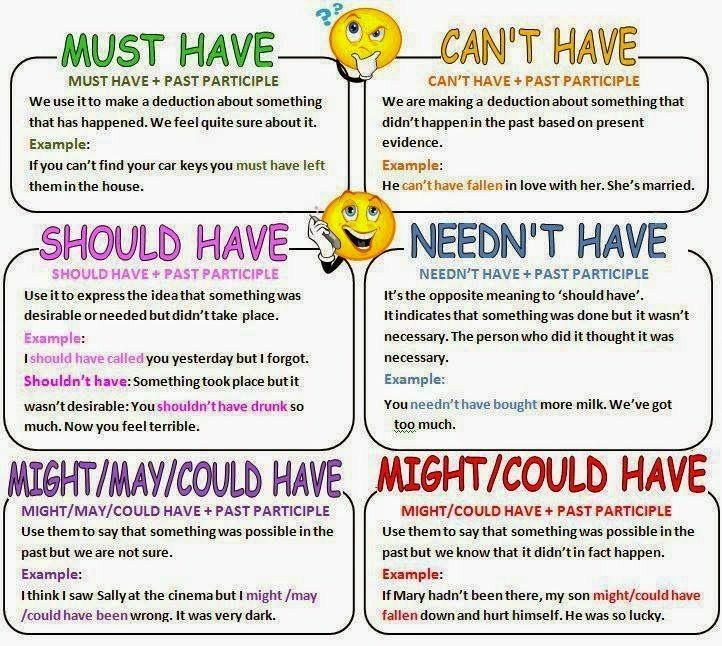 MUST HAVE
MUST HAVE + PAST PARTICIPLE
We use it to make a deduction about something
that has happened. We feel quite sure about it.
Example:
If you can't find your car keys you must have left
them in the house.
??
CAN'T HAVE
CAN'T HAVE + PAST PARTICIPLE
We are making a deduction about something that
didn't happen in the past based on present
evidence.
Example:
He can't have fallen in love with her. She's married.
SHOULD HAVE
SHOULD HAVE + PAST PARTICIPLE
Use it to express the idea that something was
desirable or needed but didn't take place.
Example:
I should have called you yesterday but I forgot.
Shouldn't have: Something took place but it
wasn't desirable: You shouldn't have drunk so
much. Now you feel terrible.
NEEDN'T HAVE
NEEDN'T HAVE + PAST PARTICIPLE
It's the opposite meaning to 'should have'.
It indicates that something was done but it wasn't
necessary. The person who did it thought it was
necessary.
Example:
You needn't have bought more milk. We've got
too much.
MIGHT/MAY/COULD HAVE
MIGHT/MAY/COULD HAVE + PAST PARTICIPLE
Use them to say that something was possible in the
past but we are not sure.
Example:
I think I saw Sally at the cinema but I might /may
/could have been wrong. It was very dark.
MIGHT/COULD HAVE
MIGHT/COULD HAVE + PAST PARTICIPLE
Use them to say that something was possible in the
past but we know that it didn't in fact happen.
Example:
If Mary hadn't been there, my son might/could have
fallen down and hurt himself. He was so lucky.